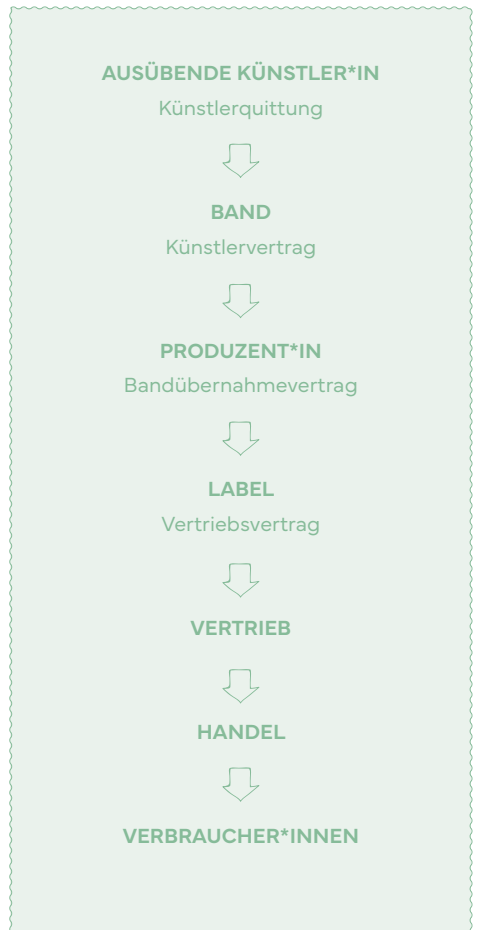 AUSÜBENDE KÜNSTLER*IN
Künstlerquittung
BAND
Künstlervertrag
PRODUZENT*IN
Bandübernahmevertrag
LABEL
Vertriebsvertrag
VERTRIEB
HANDEL
VERBRAUCHER*INNEN